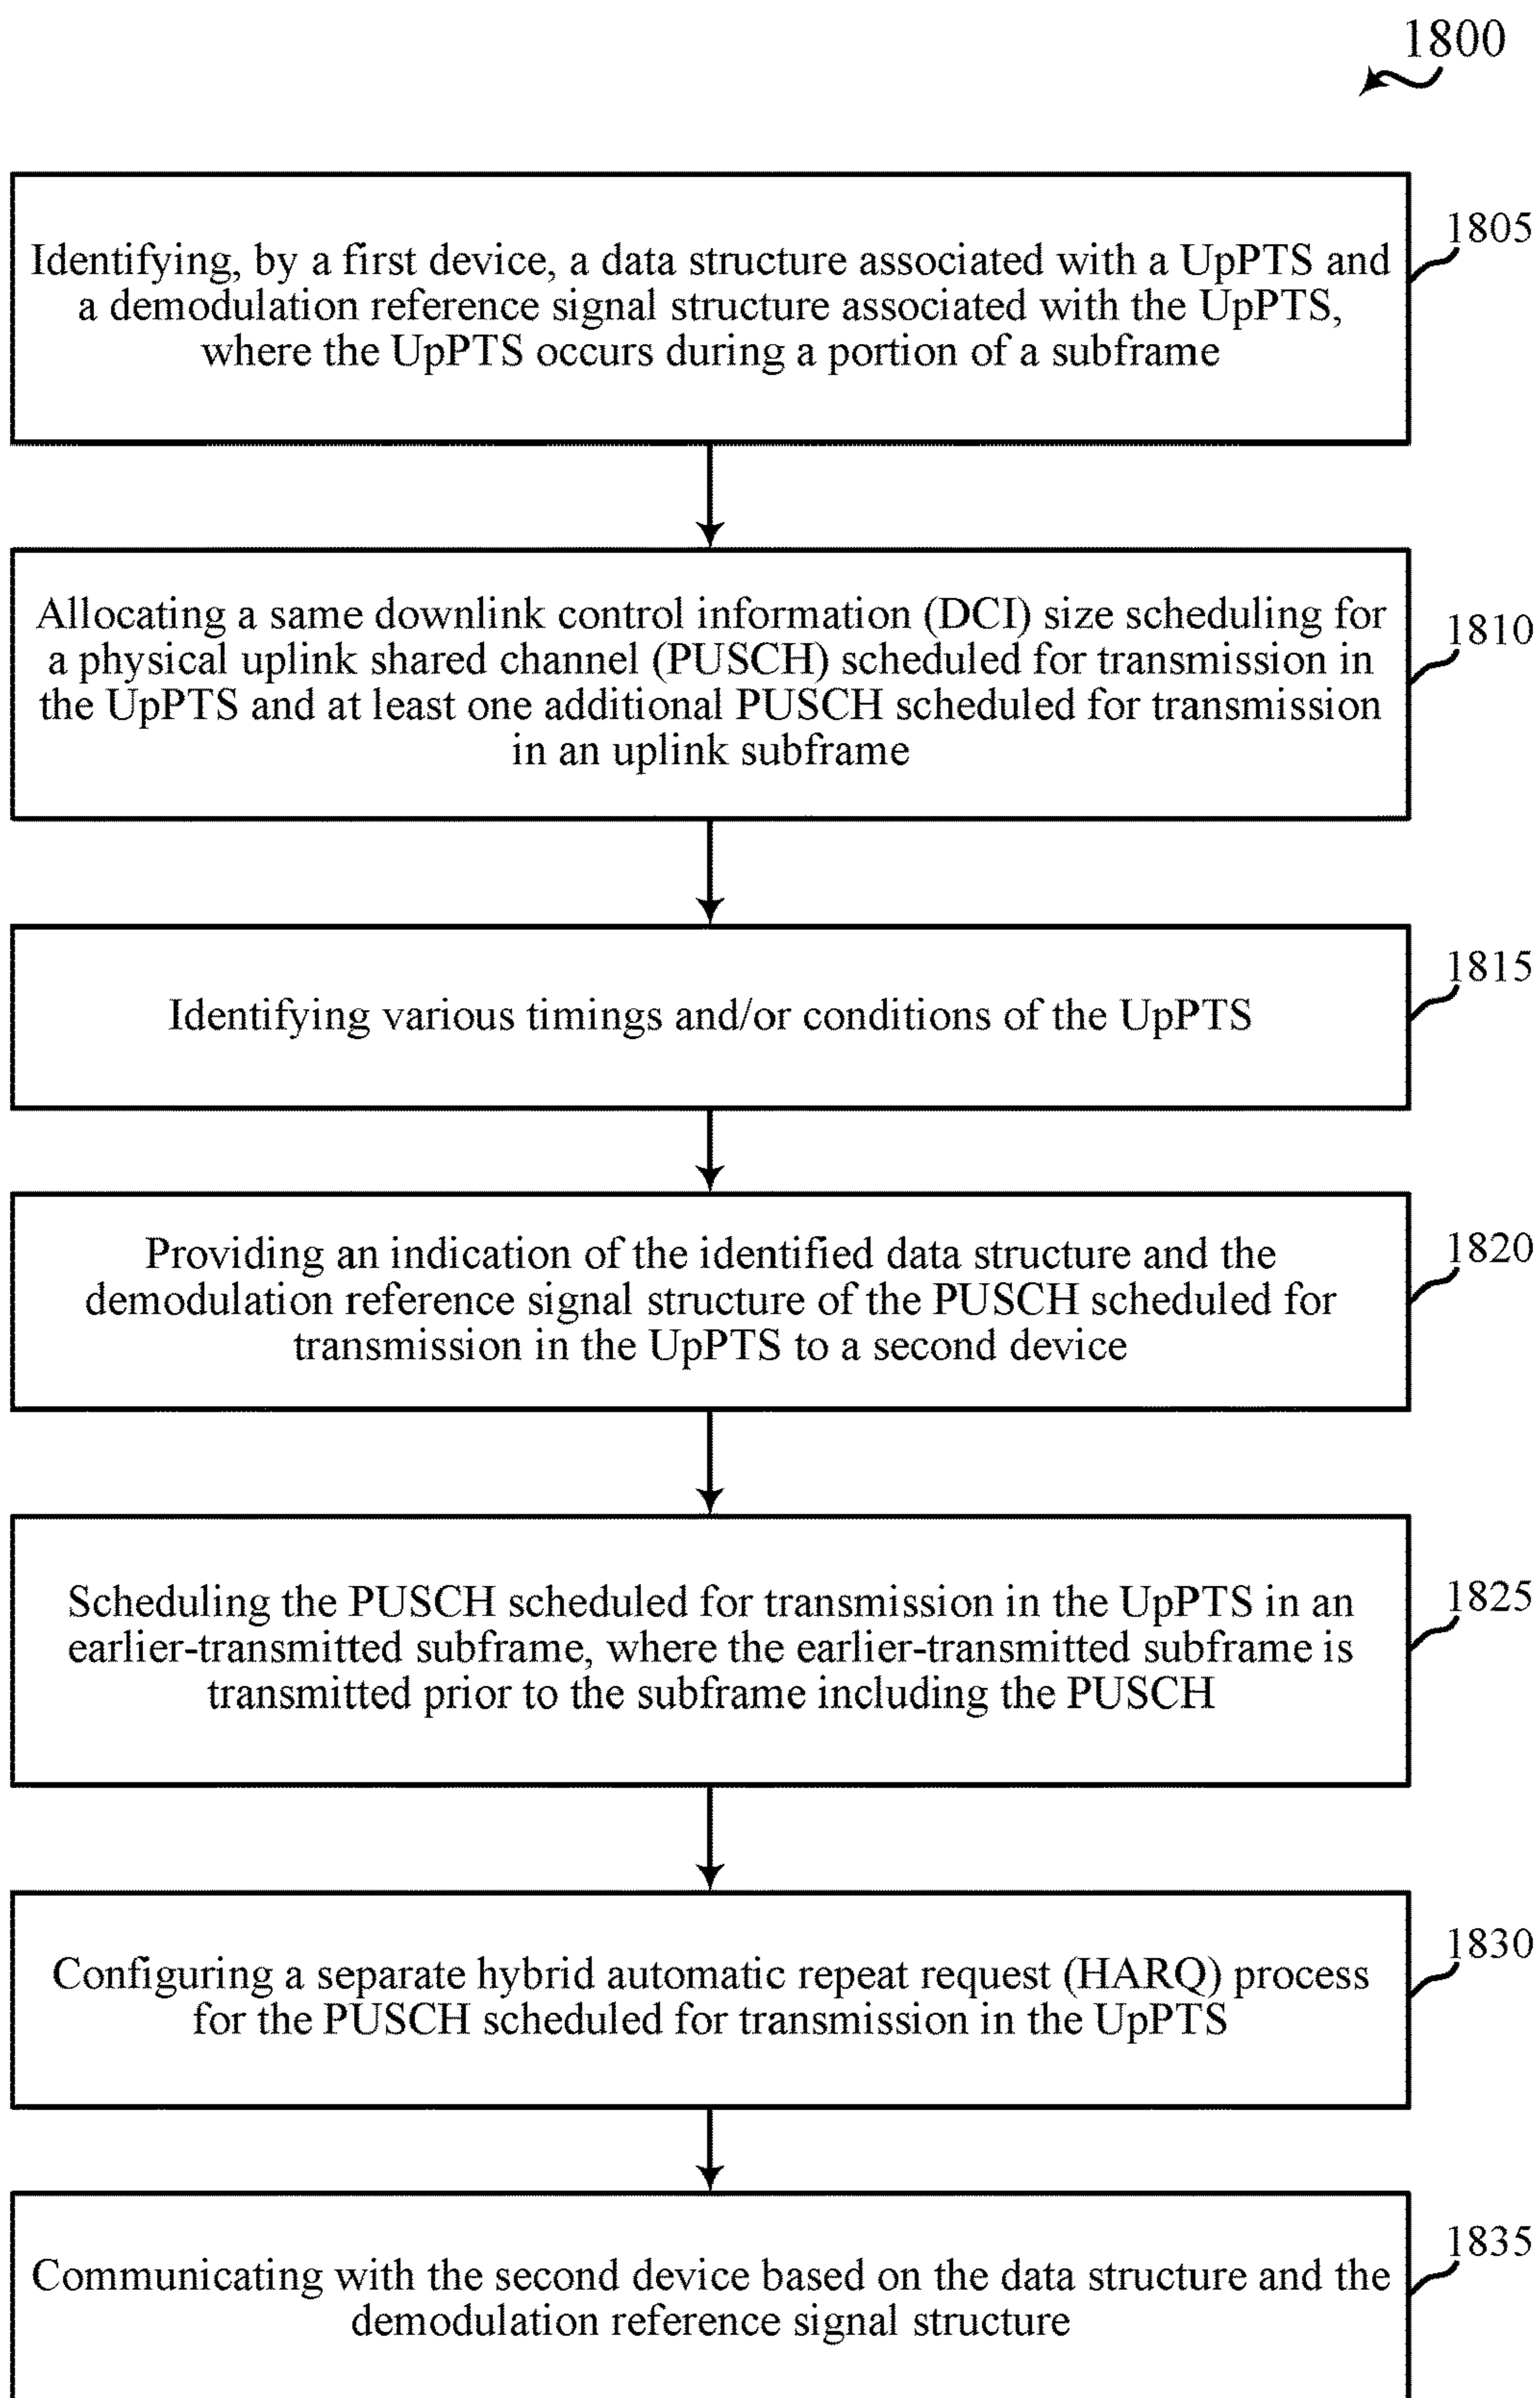 1800
Identifying, by a first device, a data structure associated with a UpPTS and
a demodulation reference signal structure associated with the UpPTS,
where the UpPTS occurs during a portion of a subframe
1805
Allocating a same downlink control information (DCI) size scheduling for
a physical uplink shared channel (PUSCH) scheduled for transmission in
the UpPTS and at least one additional PUSCH scheduled for transmission
in an uplink subframe
1810
Identifying various timings and/or conditions of the UpPTS
1815
Providing an indication of the identified data structure and the
demodulation reference signal structure of the PUSCH scheduled for
transmission in the UpPTS to a second device
1820
Scheduling the PUSCH scheduled for transmission in the UpPTS in an
earlier-transmitted subframe, where the earlier-transmitted subframe is
transmitted prior to the subframe including the PUSCH
1825
Configuring a separate hybrid automatic repeat request (HARQ) process
for the PUSCH scheduled for transmission in the UpPTS
1830
Communicating with the second device based on the data structure and the
demodulation reference signal structure
1835